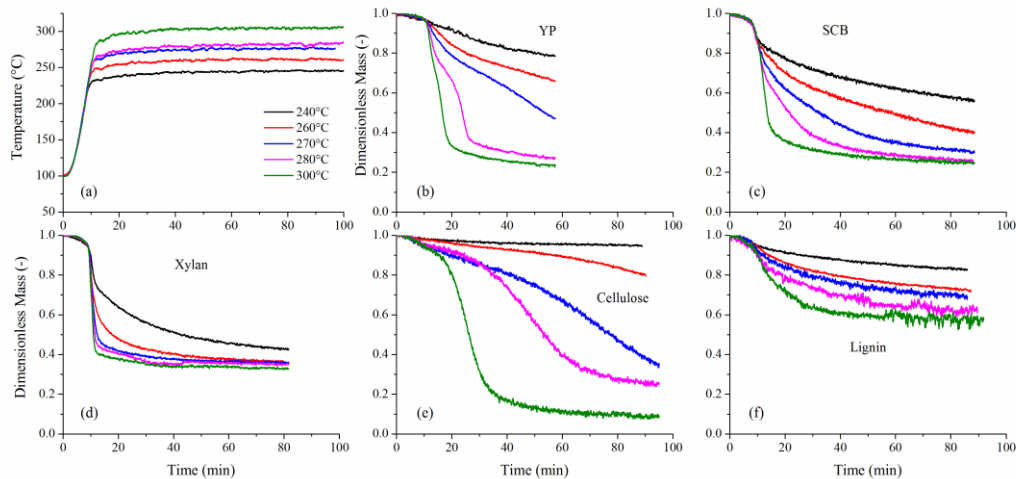 Temperature (°C)
300
250
200
150
100
50
0 20 40 60 80 100
240°C
260°C
270°C
280°C
300°C
(a)
Dimensionless Mass (-)
1.0
0.8
0.6
0.4
0.2
0.0
0 20 40 60 80 100
YP
(b)
1.0
0.8
0.6
0.4
0.2
0.0
0 20 40 60 80 100
SCB
(c)
Dimensionless Mass (-)
1.0
0.8
0.6
0.4
0.2
0.0
0 20 40 60 80 100
Time (min)
Xylan
(d)
1.0
0.8
0.6
0.4
0.2
0.0
0 20 40 60 80 100
Time (min)
Cellulose
(e)
1.0
0.8
0.6
0.4
0.2
0.0
0 20 40 60 80 100
Time (min)
Lignin
(f)